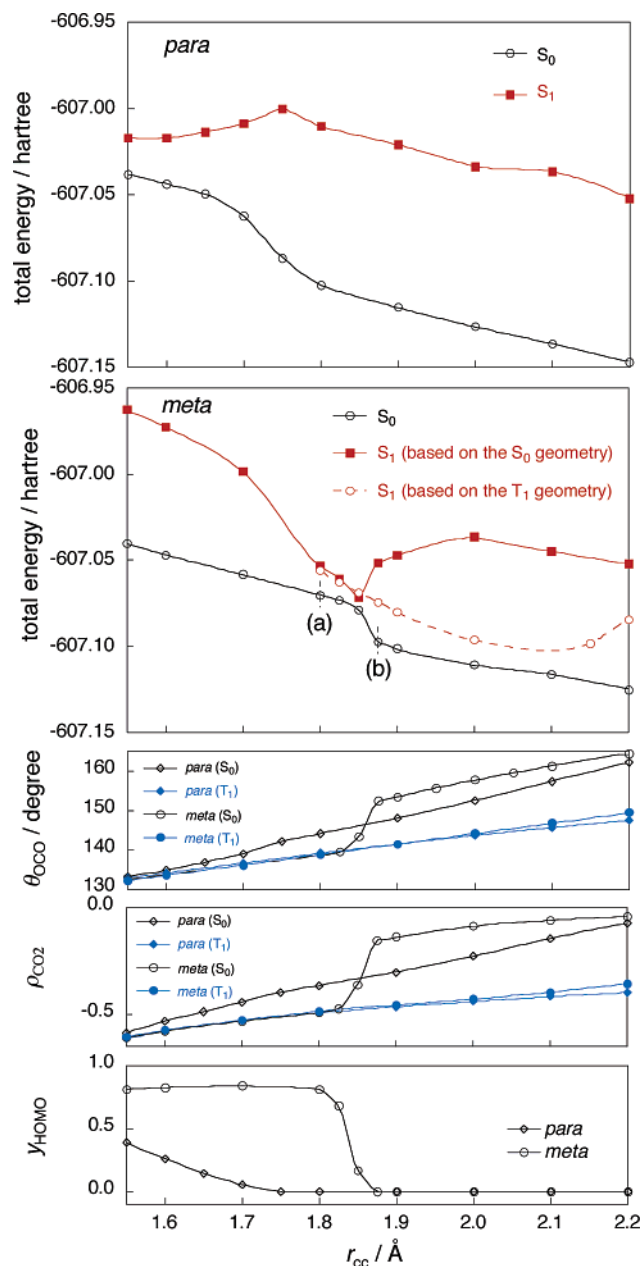 -606.95
para
S0
S1
-607.00
-607.05
-607.10
-607.15
total energy / hartree
-606.95
meta
S0
S1 (based on the S0 geometry)
S1 (based on the T1 geometry)
-607.00
-607.05
-607.10
-607.15
total energy / hartree
(a)
(b)
160
150
140
130
θOCO / degree
para (S0)
para (T1)
meta (S0)
meta (T1)
0.0
-0.5
ρCO2
para (S0)
para (T1)
meta (S0)
meta (T1)
1.0
0.5
0.0
yHOMO
para
meta
1.6 1.7 1.8 1.9 2.0 2.1 2.2
rcc / Å